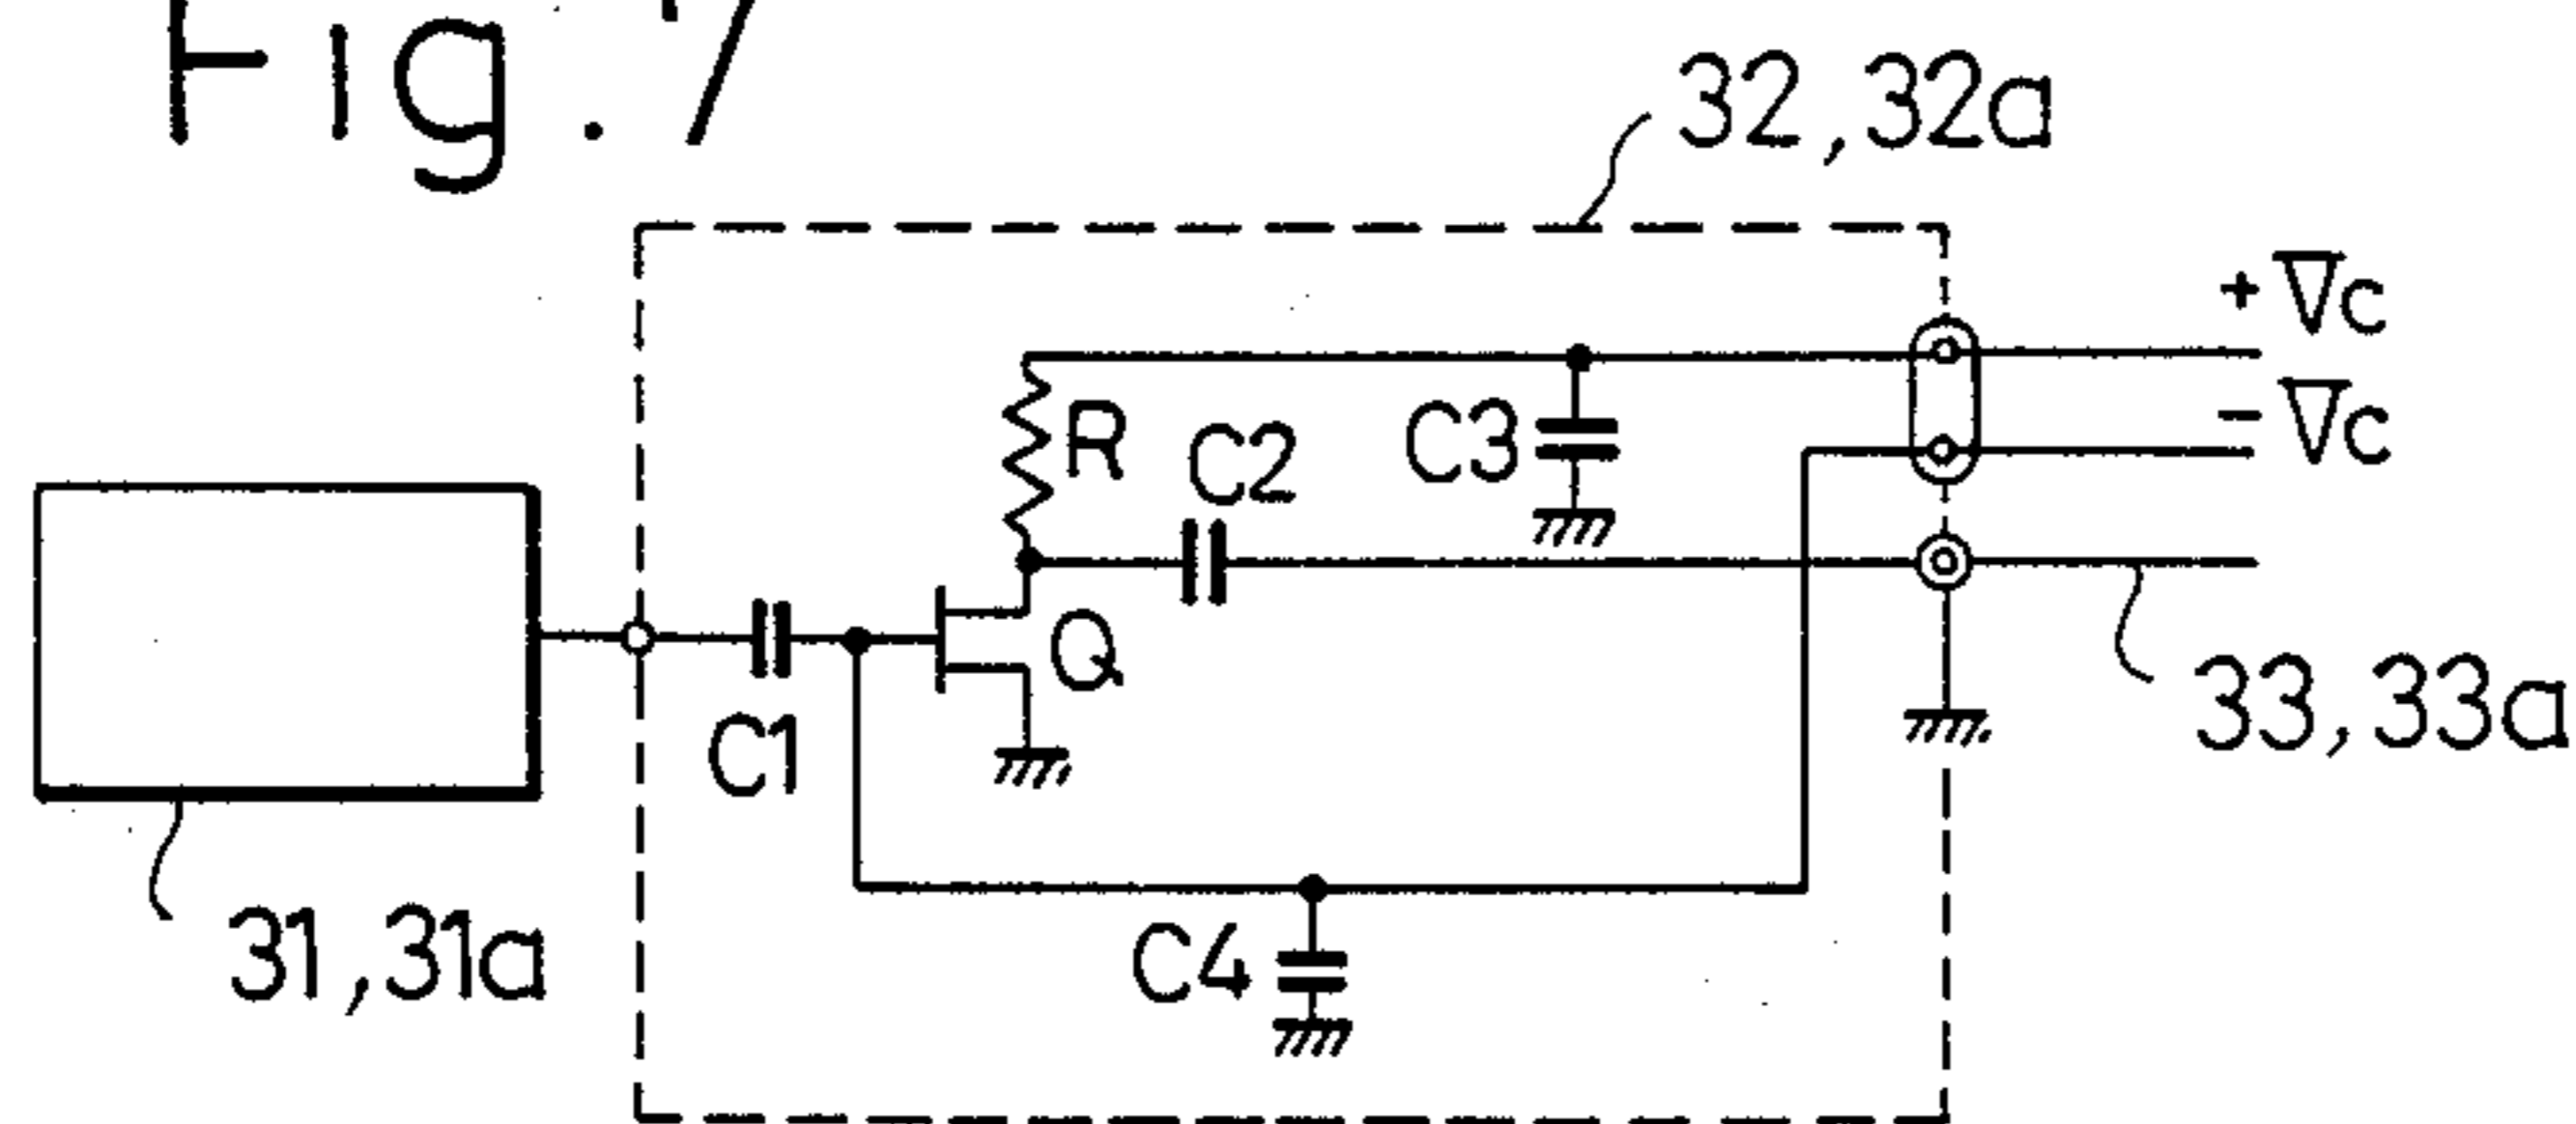 Fig. 7
32, 32a
+Vc
-Vc
R
C2
C3
Q
C1
33, 33a
31, 31a
C4